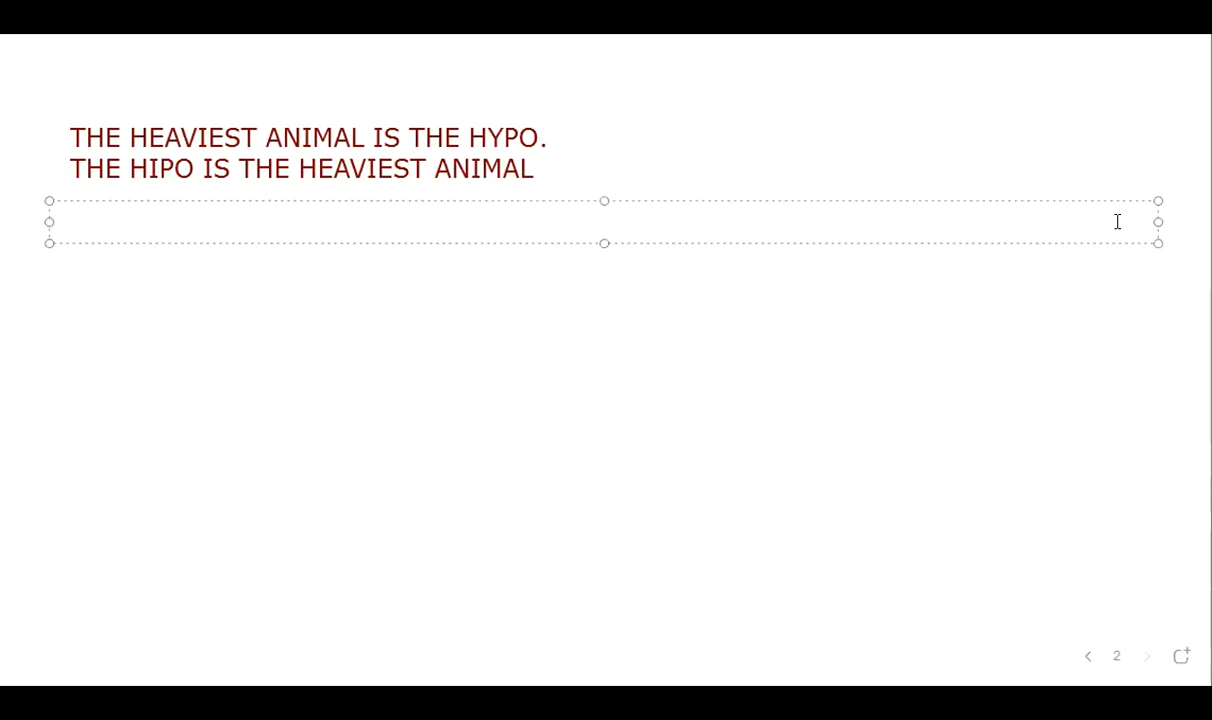 THE HEAVIEST ANIMAL IS THE HYPO.
THE HIPO IS THE HEAVIEST ANIMAL
2